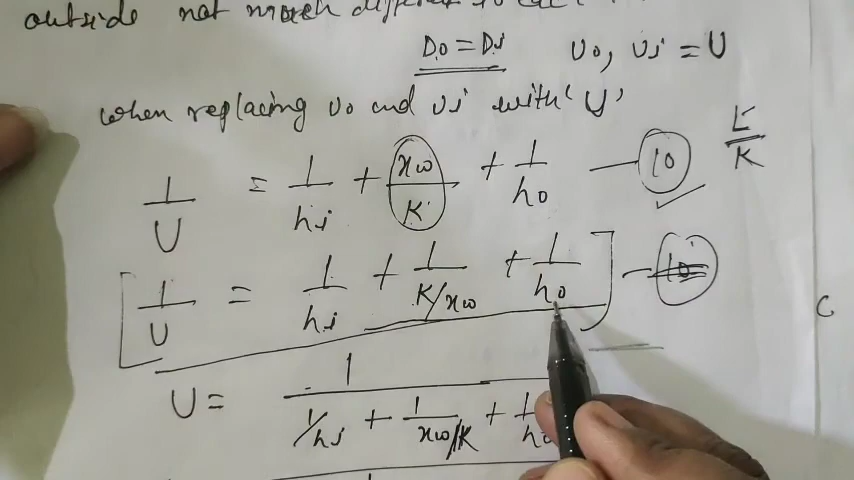 outside not much
Do = Di   Uo, Ui = U
when replacing Uo and Ui with 'U'
1/U = 1/hi + xw/K + 1/ho — 10   L/K
[1/U = 1/hi + 1/K/xw + 1/ho] — 10
C
U = 1/(1/hi + 1/xw/K + 1/ho